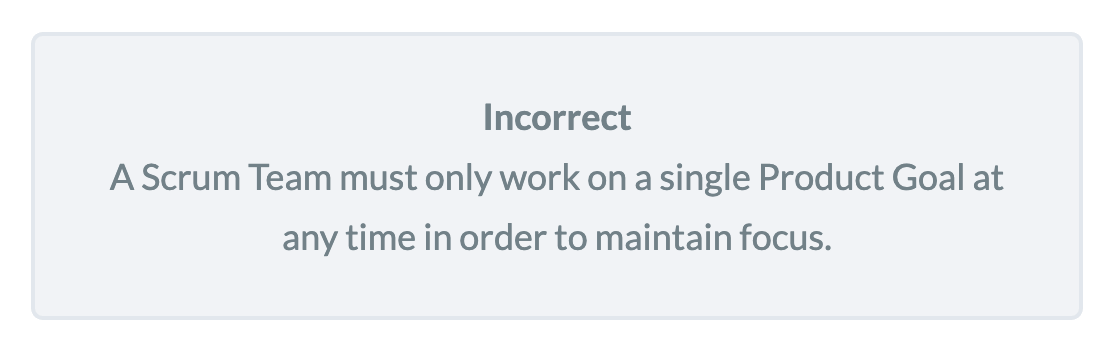 Incorrect
A Scrum Team must only work on a single Product Goal at
any time in order to maintain focus.